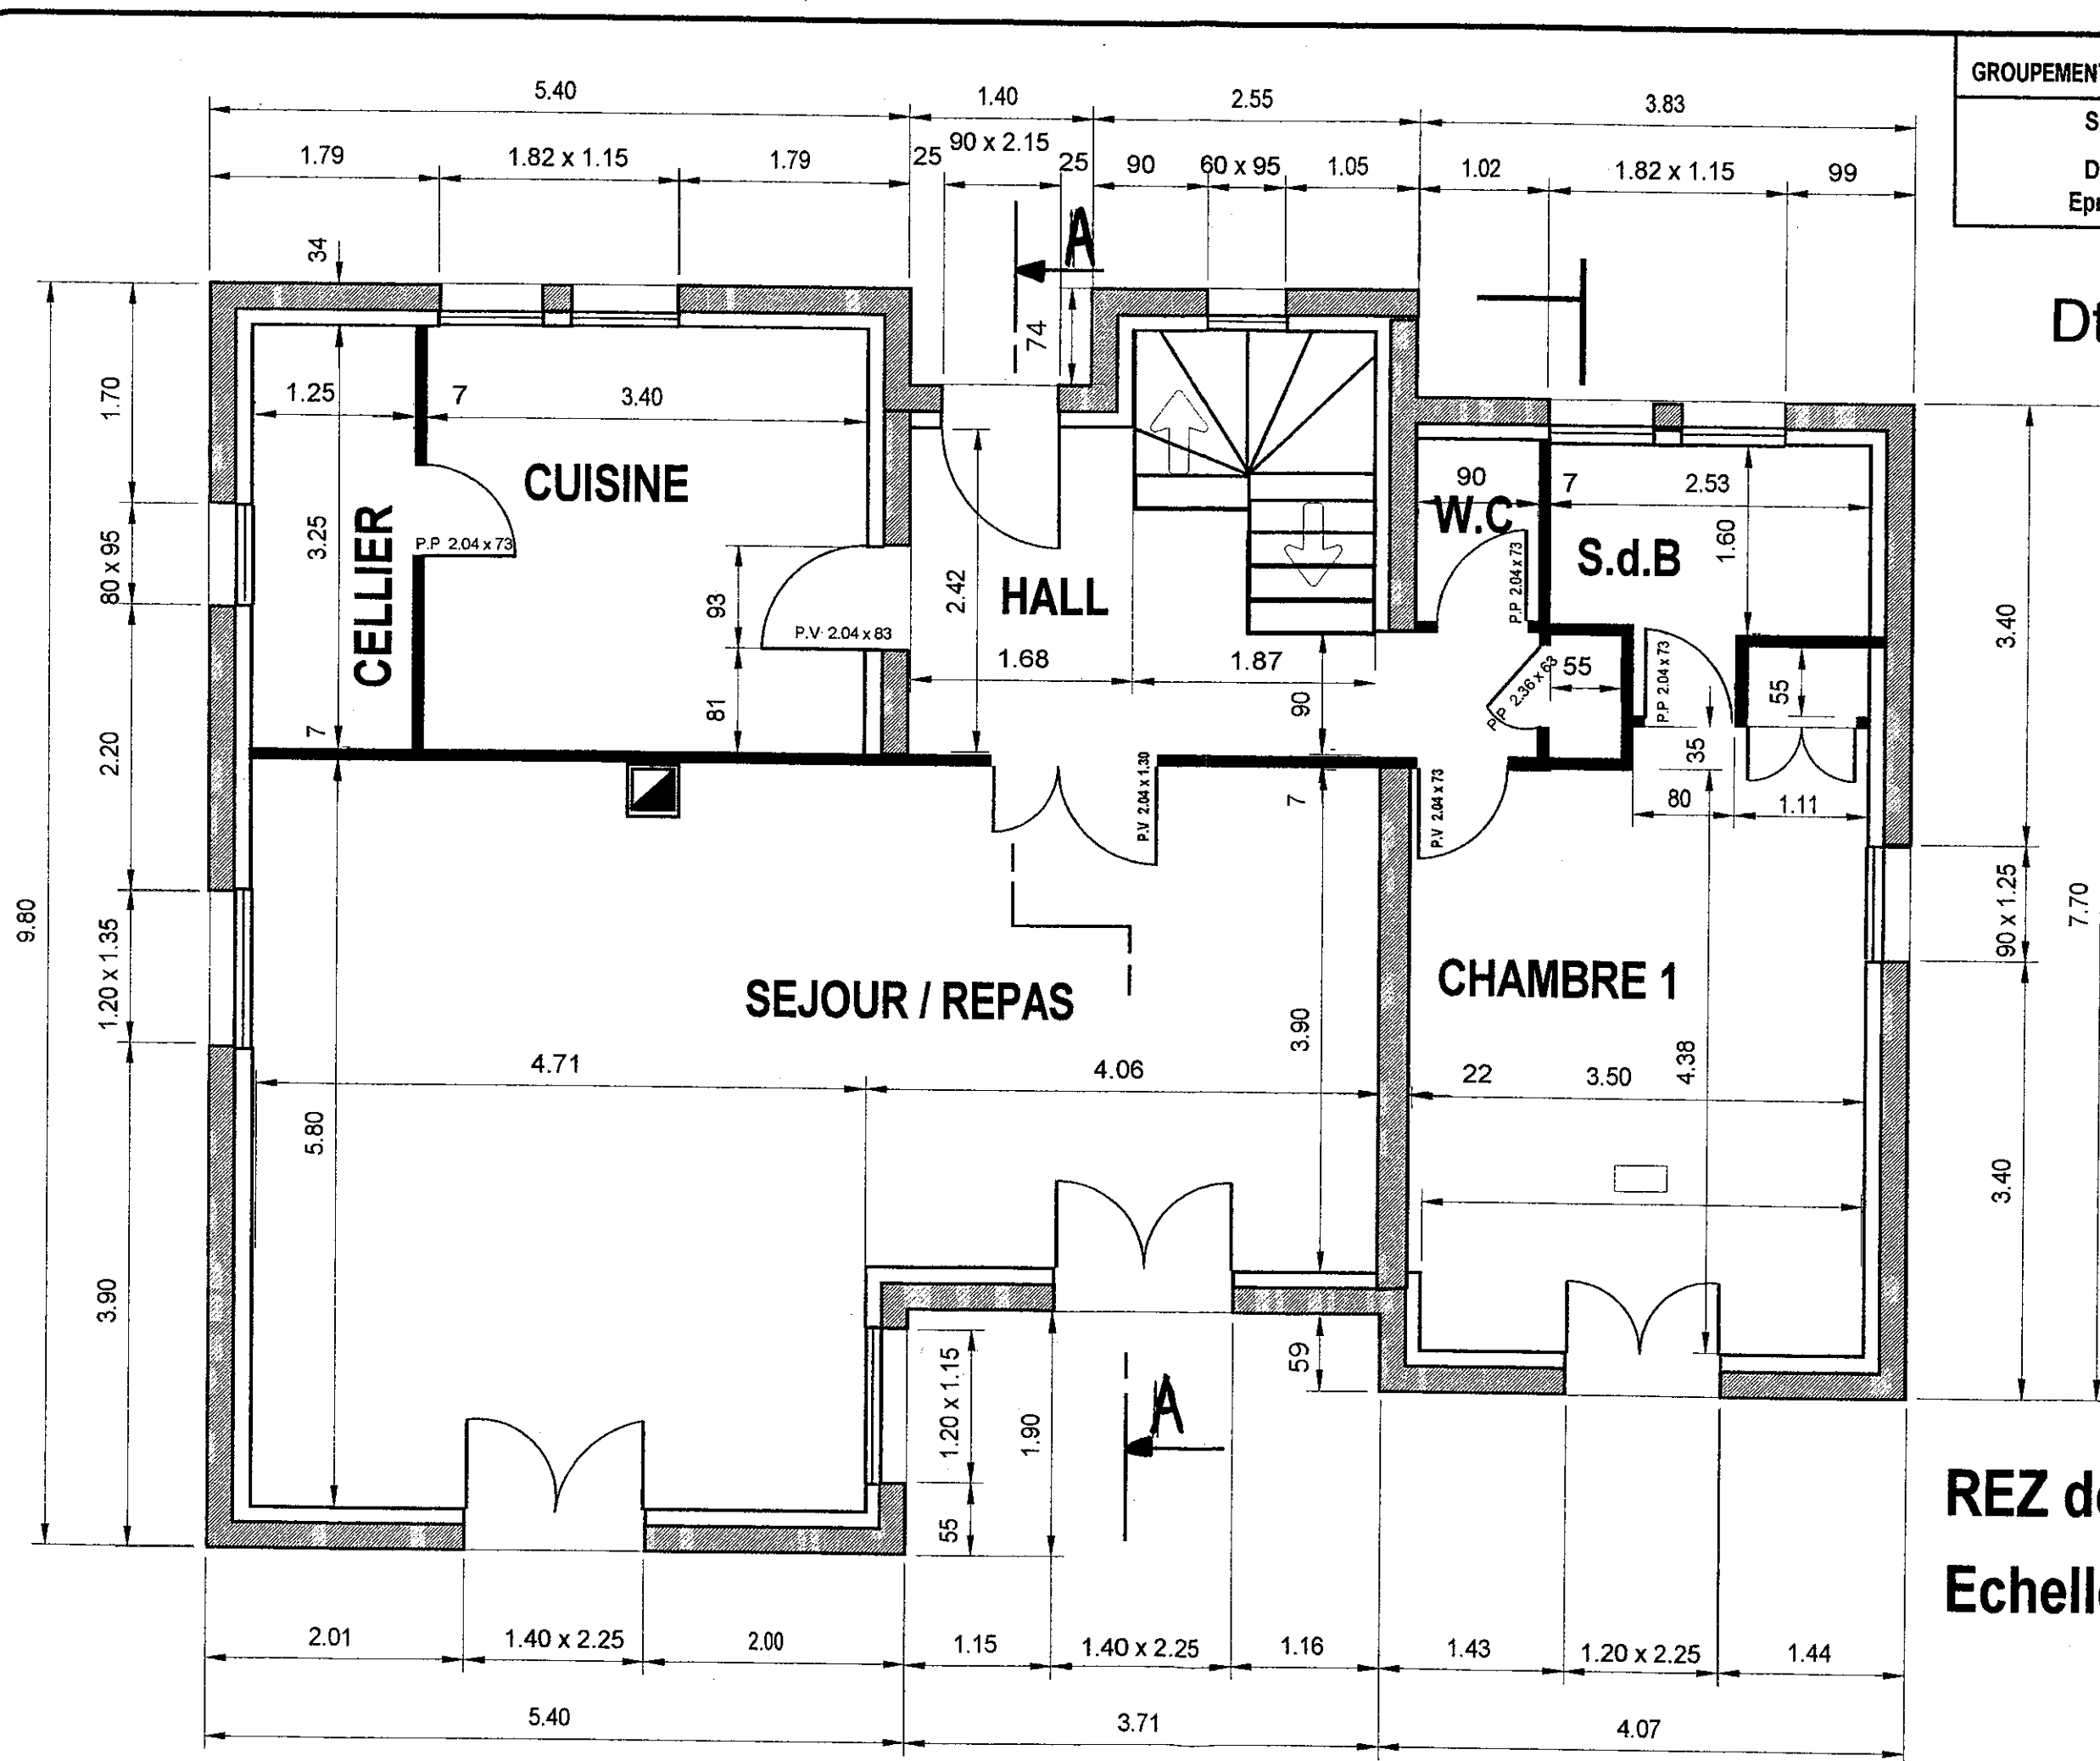 GROUPEMENT
5.40 1.40 2.55 3.83
S
1.79 1.82 x 1.15 1.79 25 90 x 2.15 25 90 60 x 95 1.05 1.02 1.82 x 1.15 99
D
Epr
34
A
74
Dt
1.70
1.25 7 3.40
CUISINE
90 7 2.53
W.C
80 x 95
3.25
CELLIER
P.P 2.04 x 73
2.42
HALL
P.P 2.04 x 73
S.d.B
1.60
93
P.V 2.04 x 83
3.40
1.68 1.87
P.P 2.36 x 63
55
P.P 2.04 x 73
55
81
90
7
2.20
35
P.V 2.04 x 1.30
7
P.V 2.04 x 73
80 1.11
9.80
1.20 x 1.35
90 x 1.25
7.70
SEJOUR / REPAS
CHAMBRE 1
3.90
4.71 4.06
22 3.50 4.38
5.80
3.40
3.90
59
1.20 x 1.15
1.90
A
55
REZ de
Echelle
2.01 1.40 x 2.25 2.00 1.15 1.40 x 2.25 1.16 1.43 1.20 x 2.25 1.44
5.40 3.71 4.07